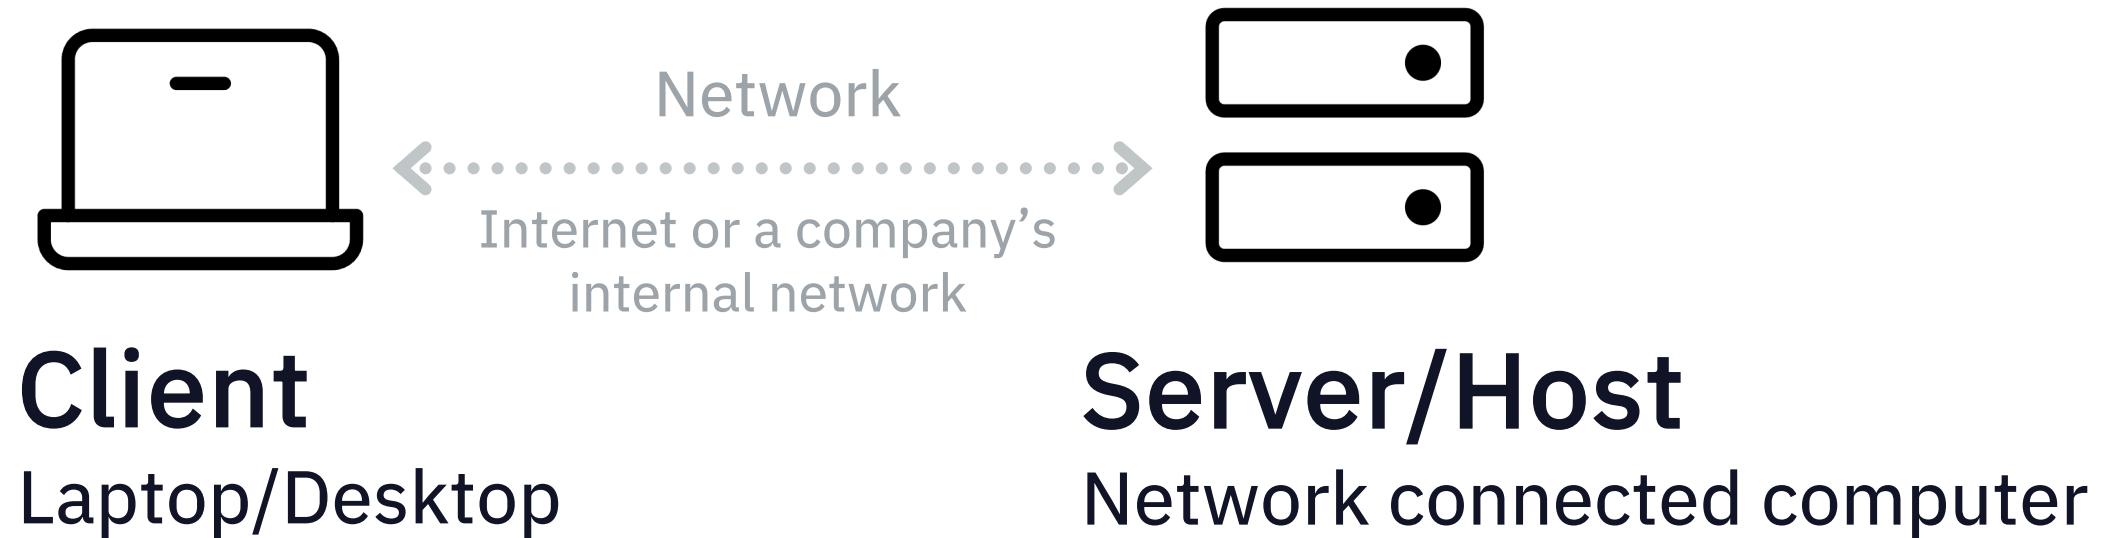 Network
Internet or a company’s
internal network
Client
Laptop/Desktop
Server/Host
Network connected computer